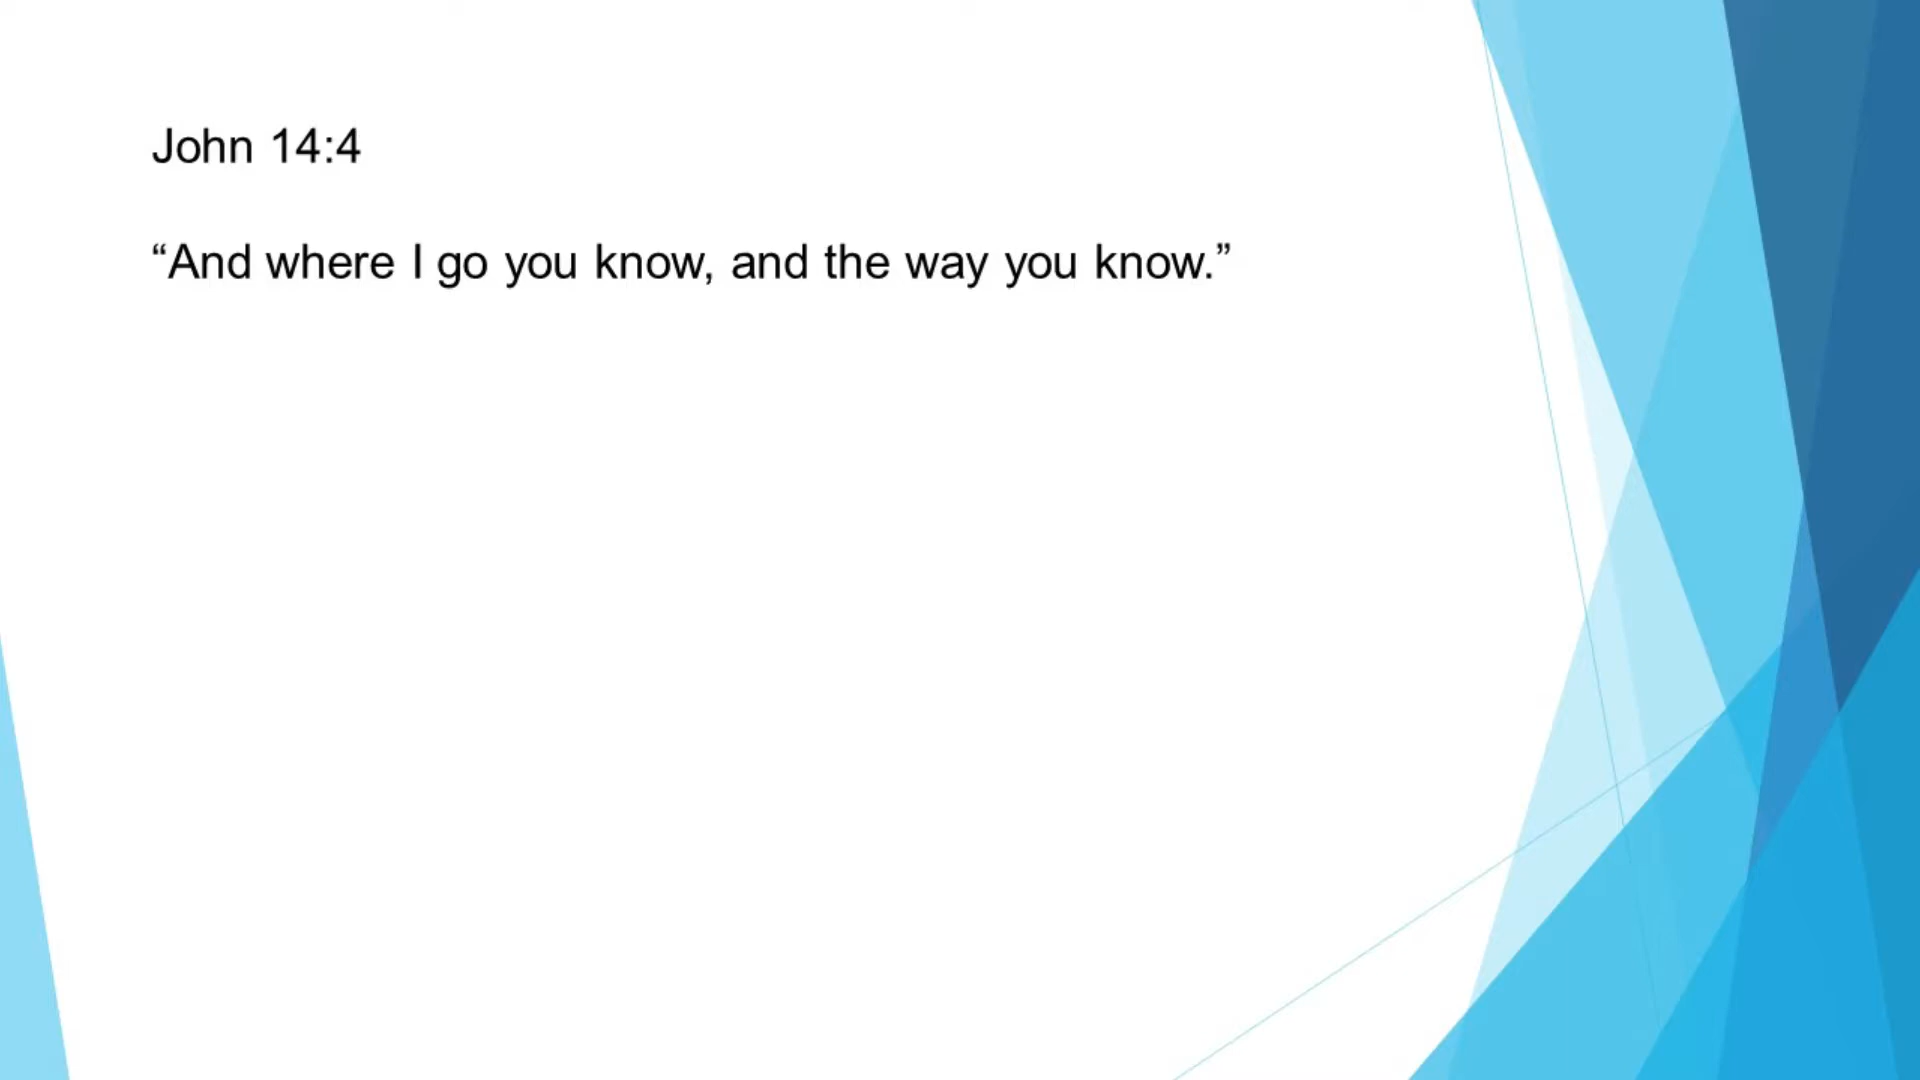 John 14:4
“And where I go you know, and the way you know.”